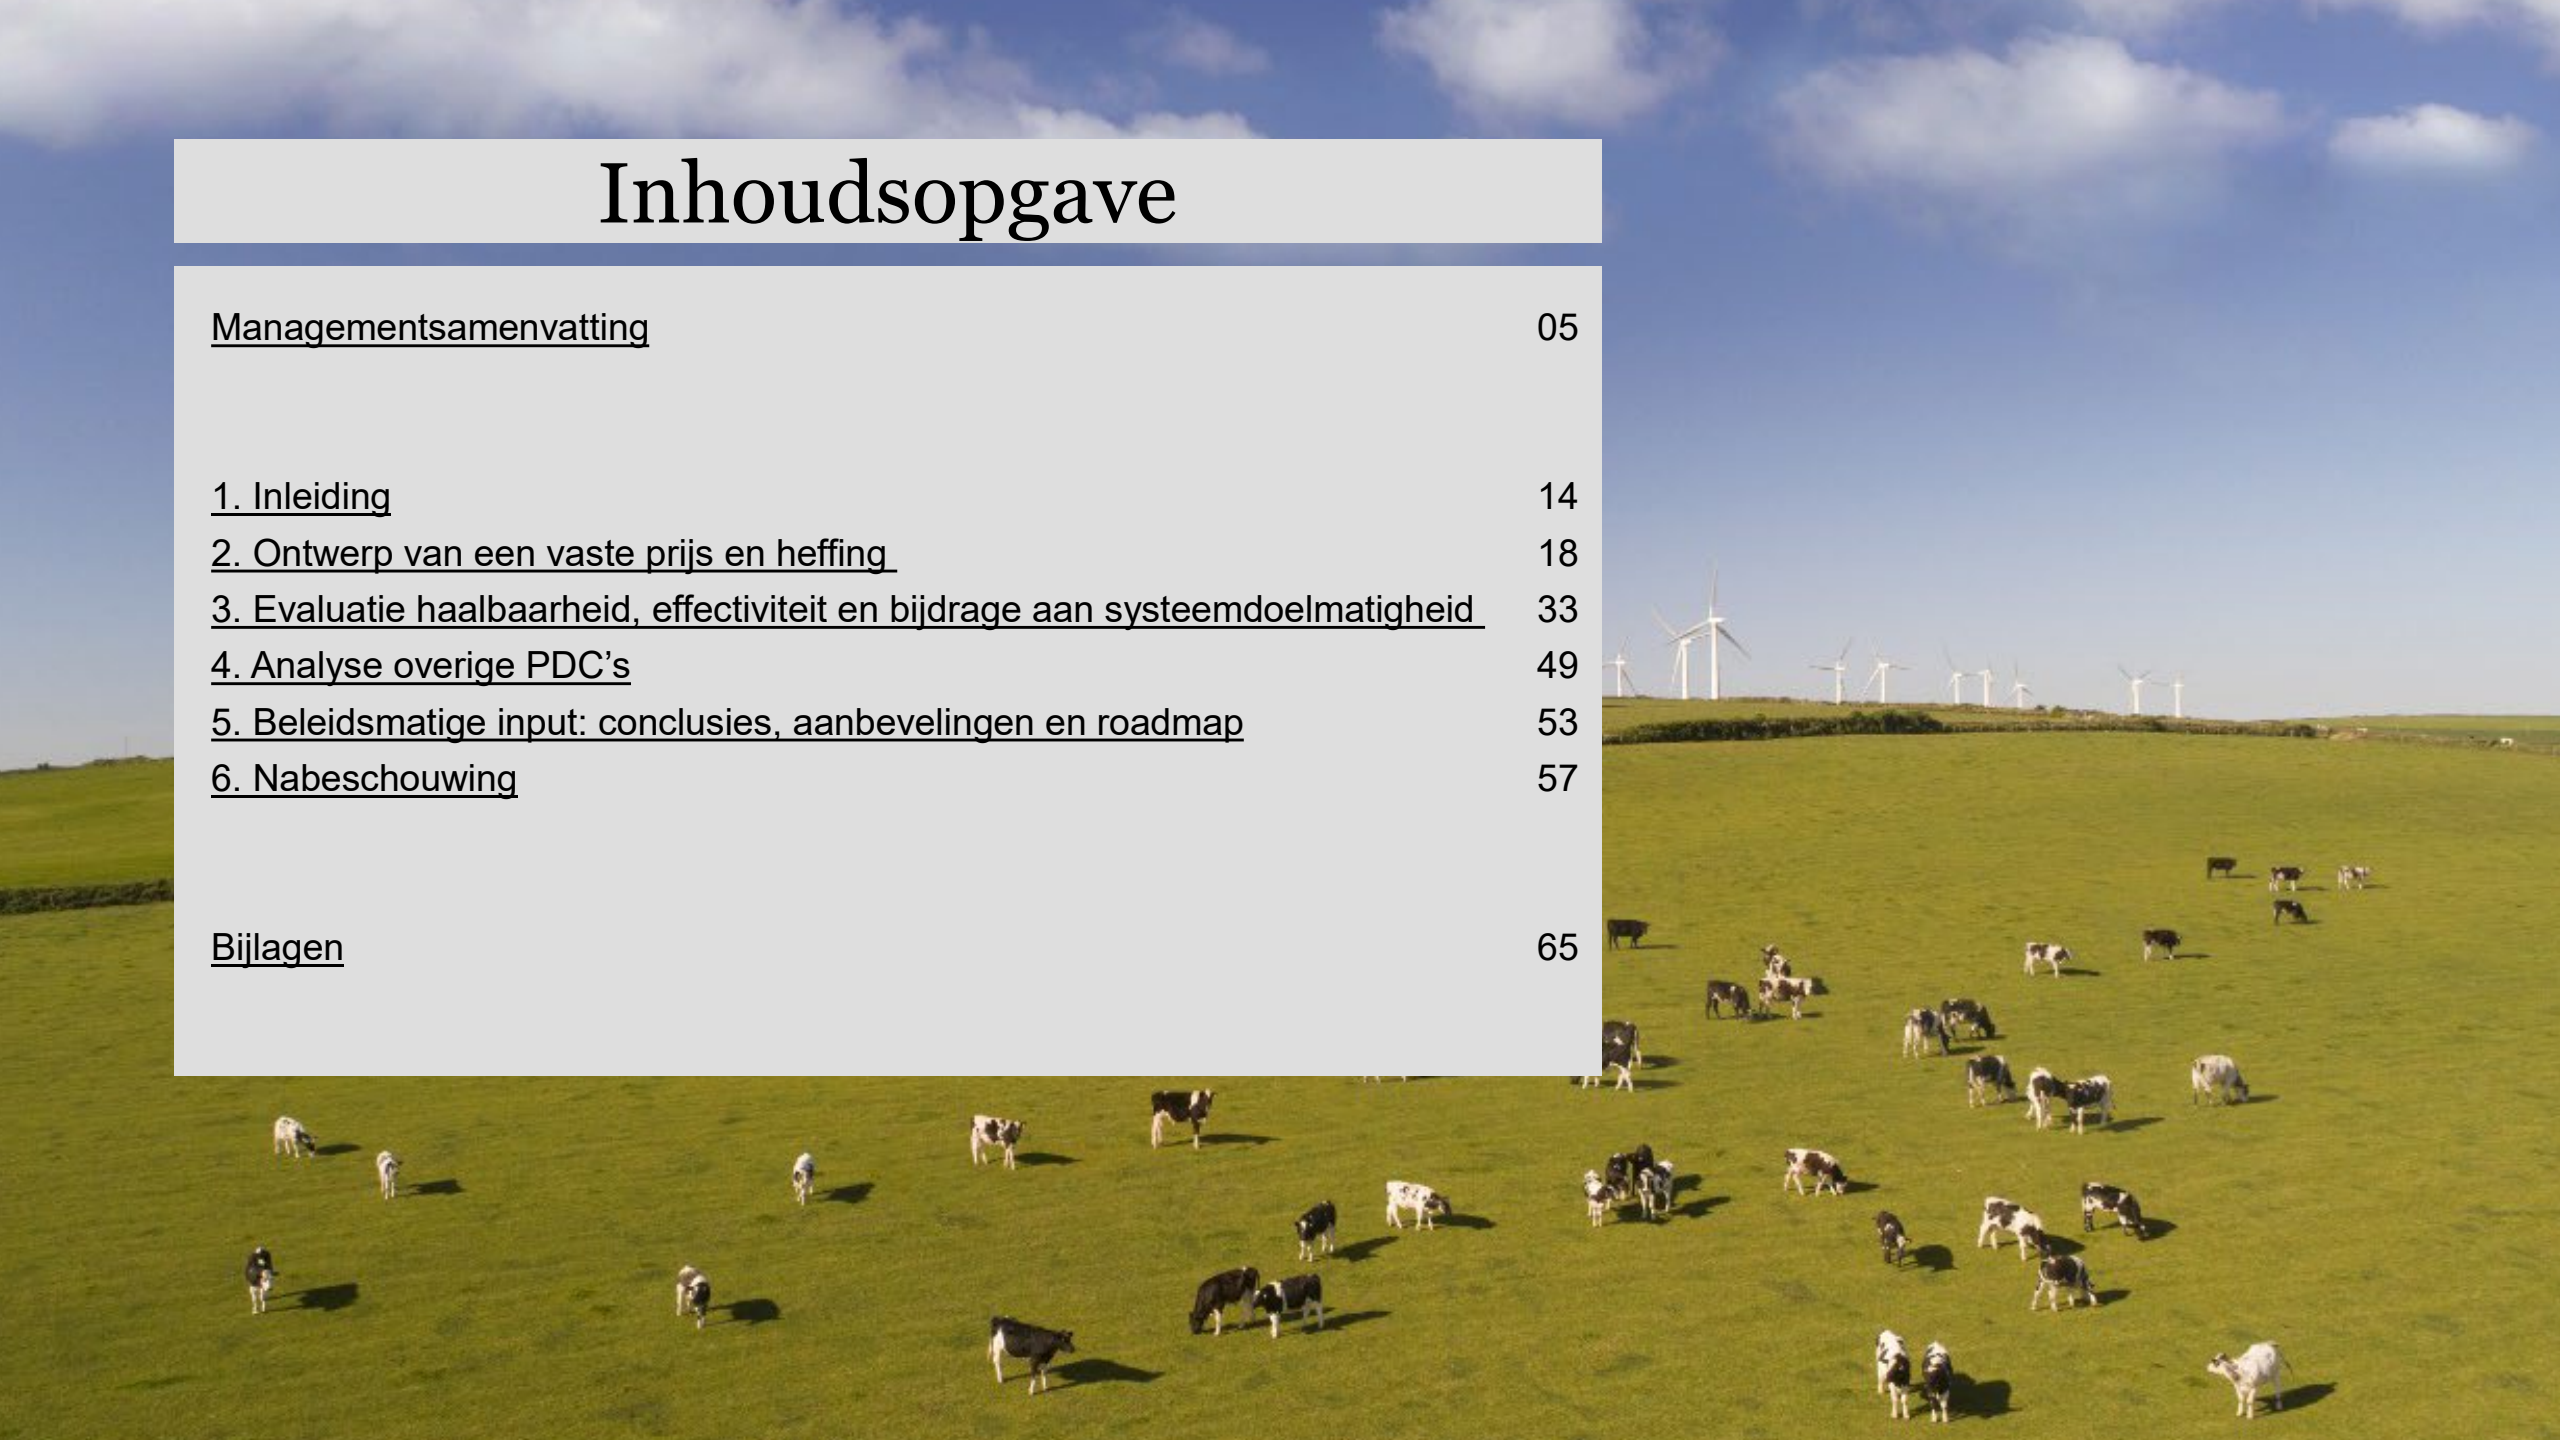 Inhoudsopgave
Managementsamenvatting 05
1. Inleiding 14
2. Ontwerp van een vaste prijs en heffing 18
3. Evaluatie haalbaarheid, effectiviteit en bijdrage aan systeemdoelmatigheid 33
4. Analyse overige PDC’s 49
5. Beleidsmatige input: conclusies, aanbevelingen en roadmap 53
6. Nabeschouwing 57
Bijlagen 65